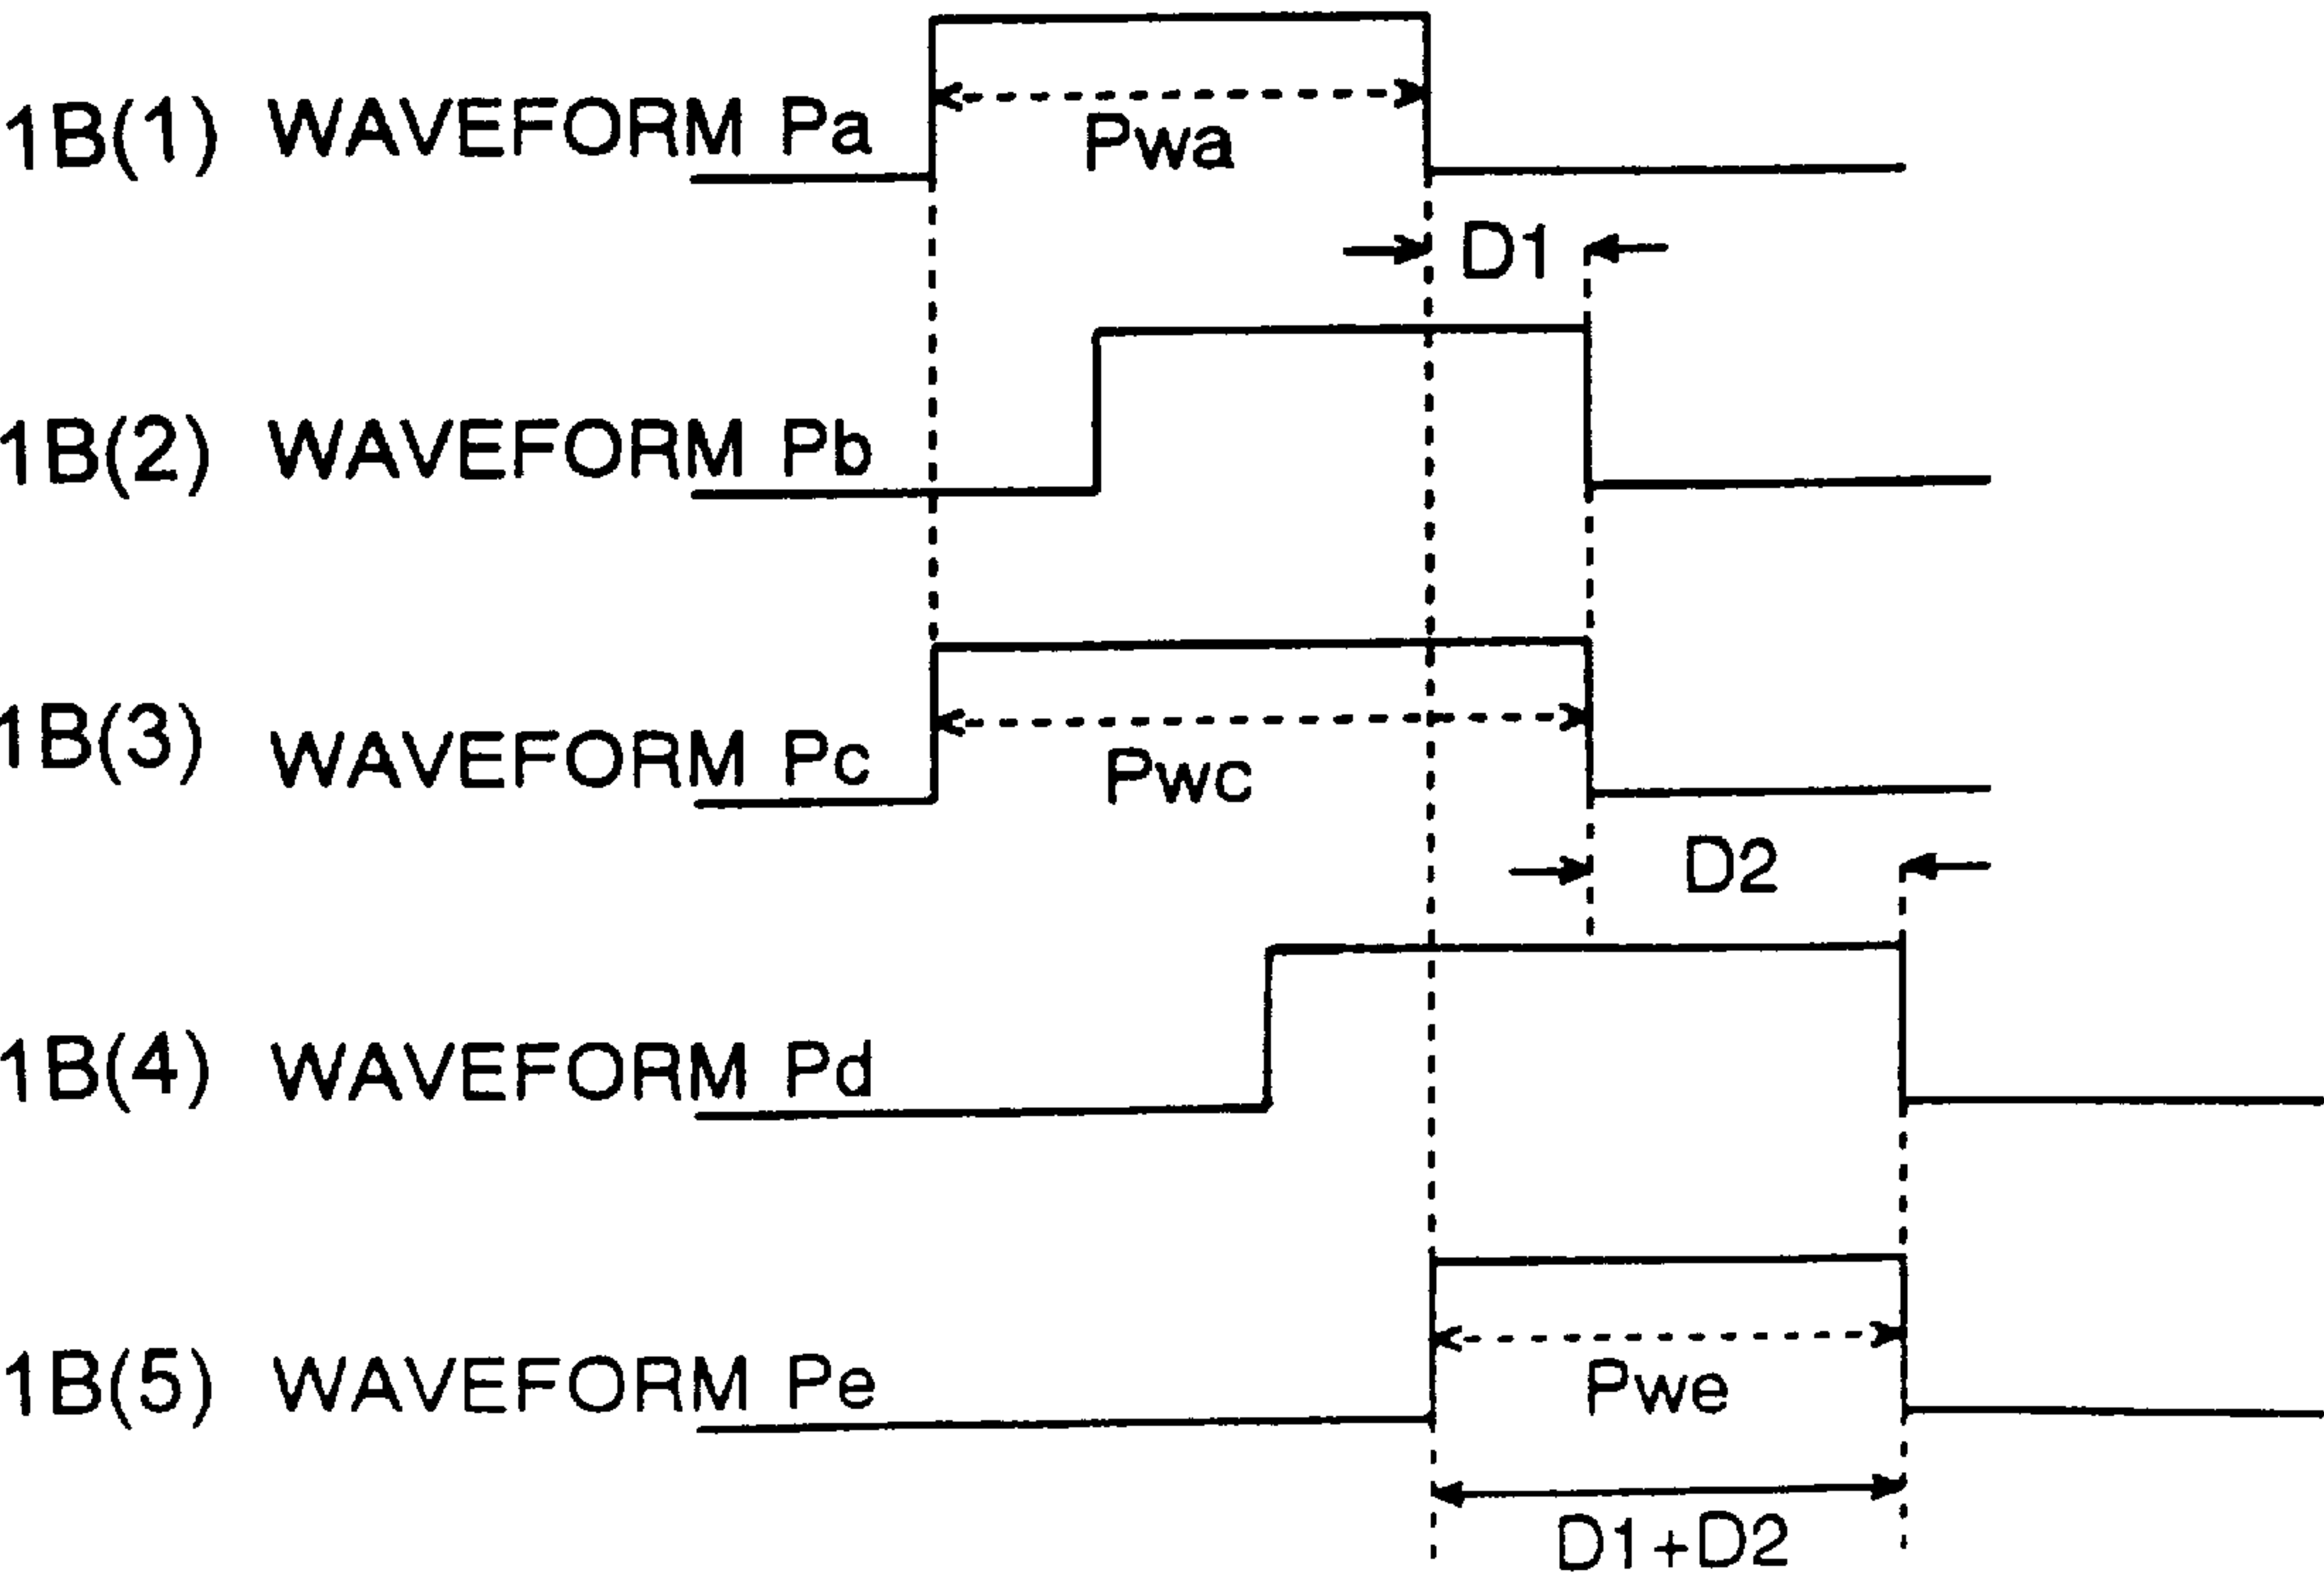 1B(1) WAVEFORM Pa
Pwa
D1
1B(2) WAVEFORM Pb
1B(3) WAVEFORM Pc
Pwc
D2
1B(4) WAVEFORM Pd
1B(5) WAVEFORM Pe
Pwe
D1+D2